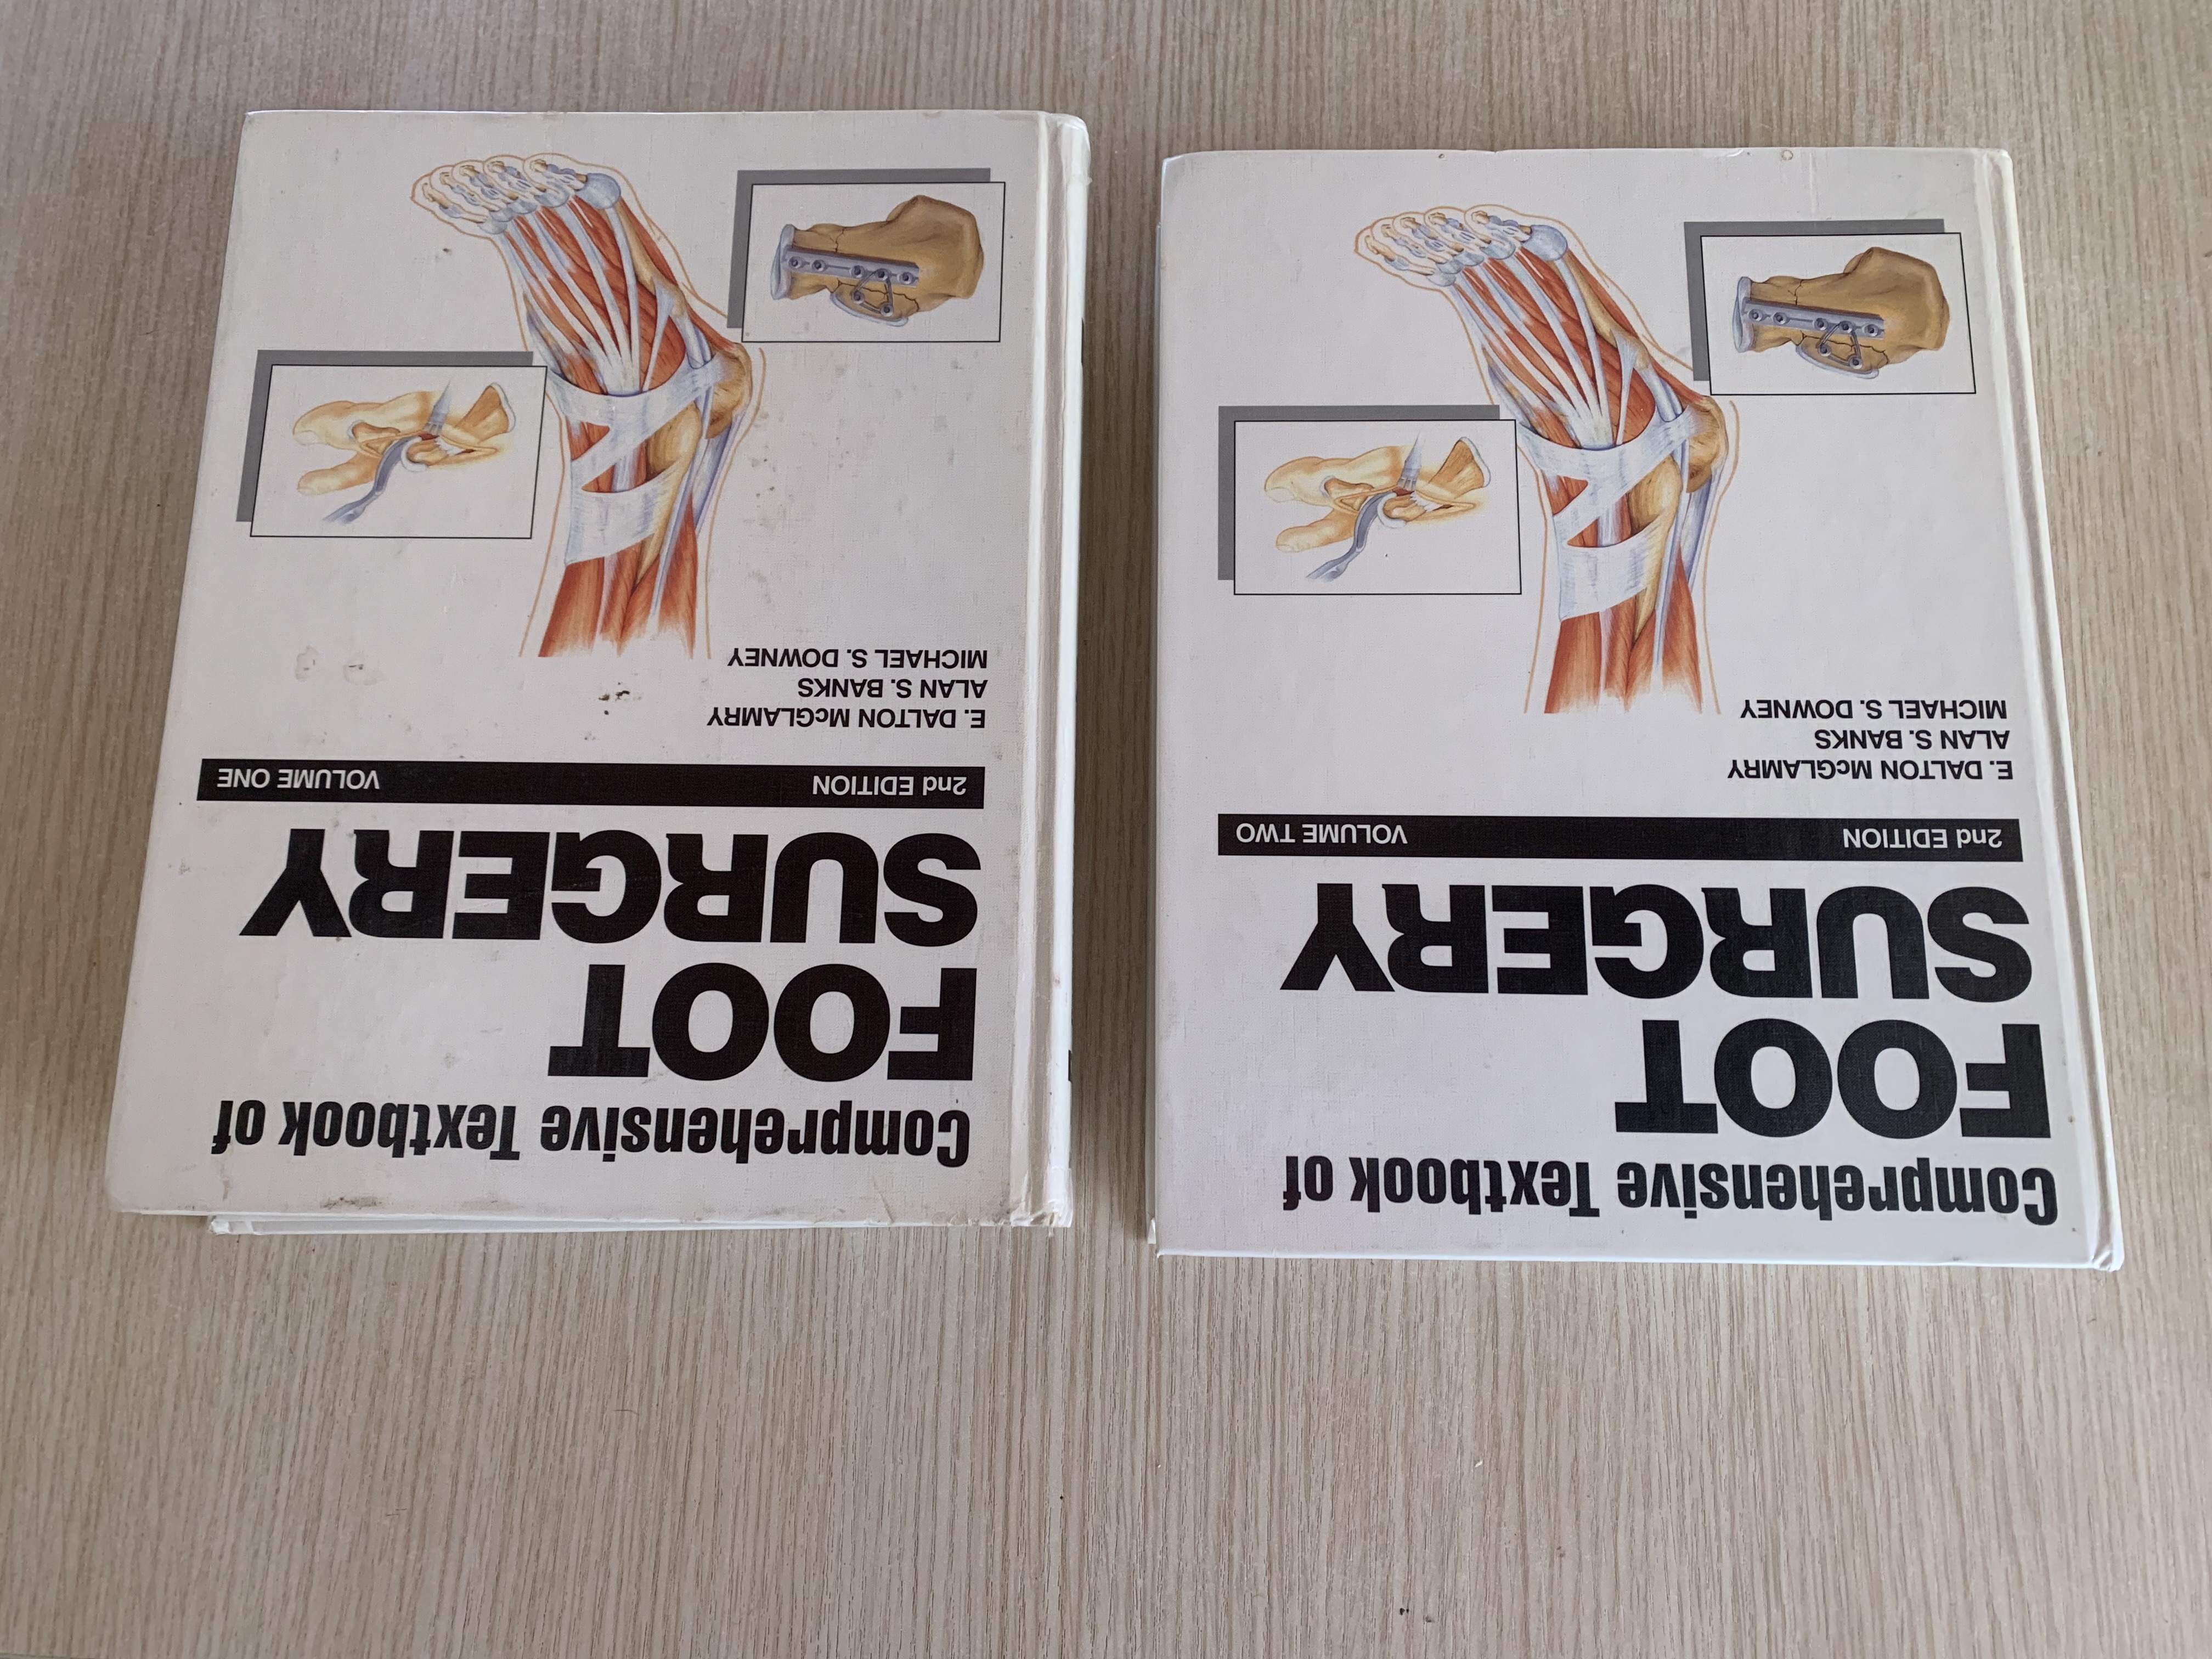 Comprehensive Textbook of
FOOT
SURGERY
2nd EDITION VOLUME ONE
E. DALTON McGLAMRY
ALAN S. BANKS
MICHAEL S. DOWNEY
Comprehensive Textbook of
FOOT
SURGERY
2nd EDITION VOLUME TWO
E. DALTON McGLAMRY
ALAN S. BANKS
MICHAEL S. DOWNEY